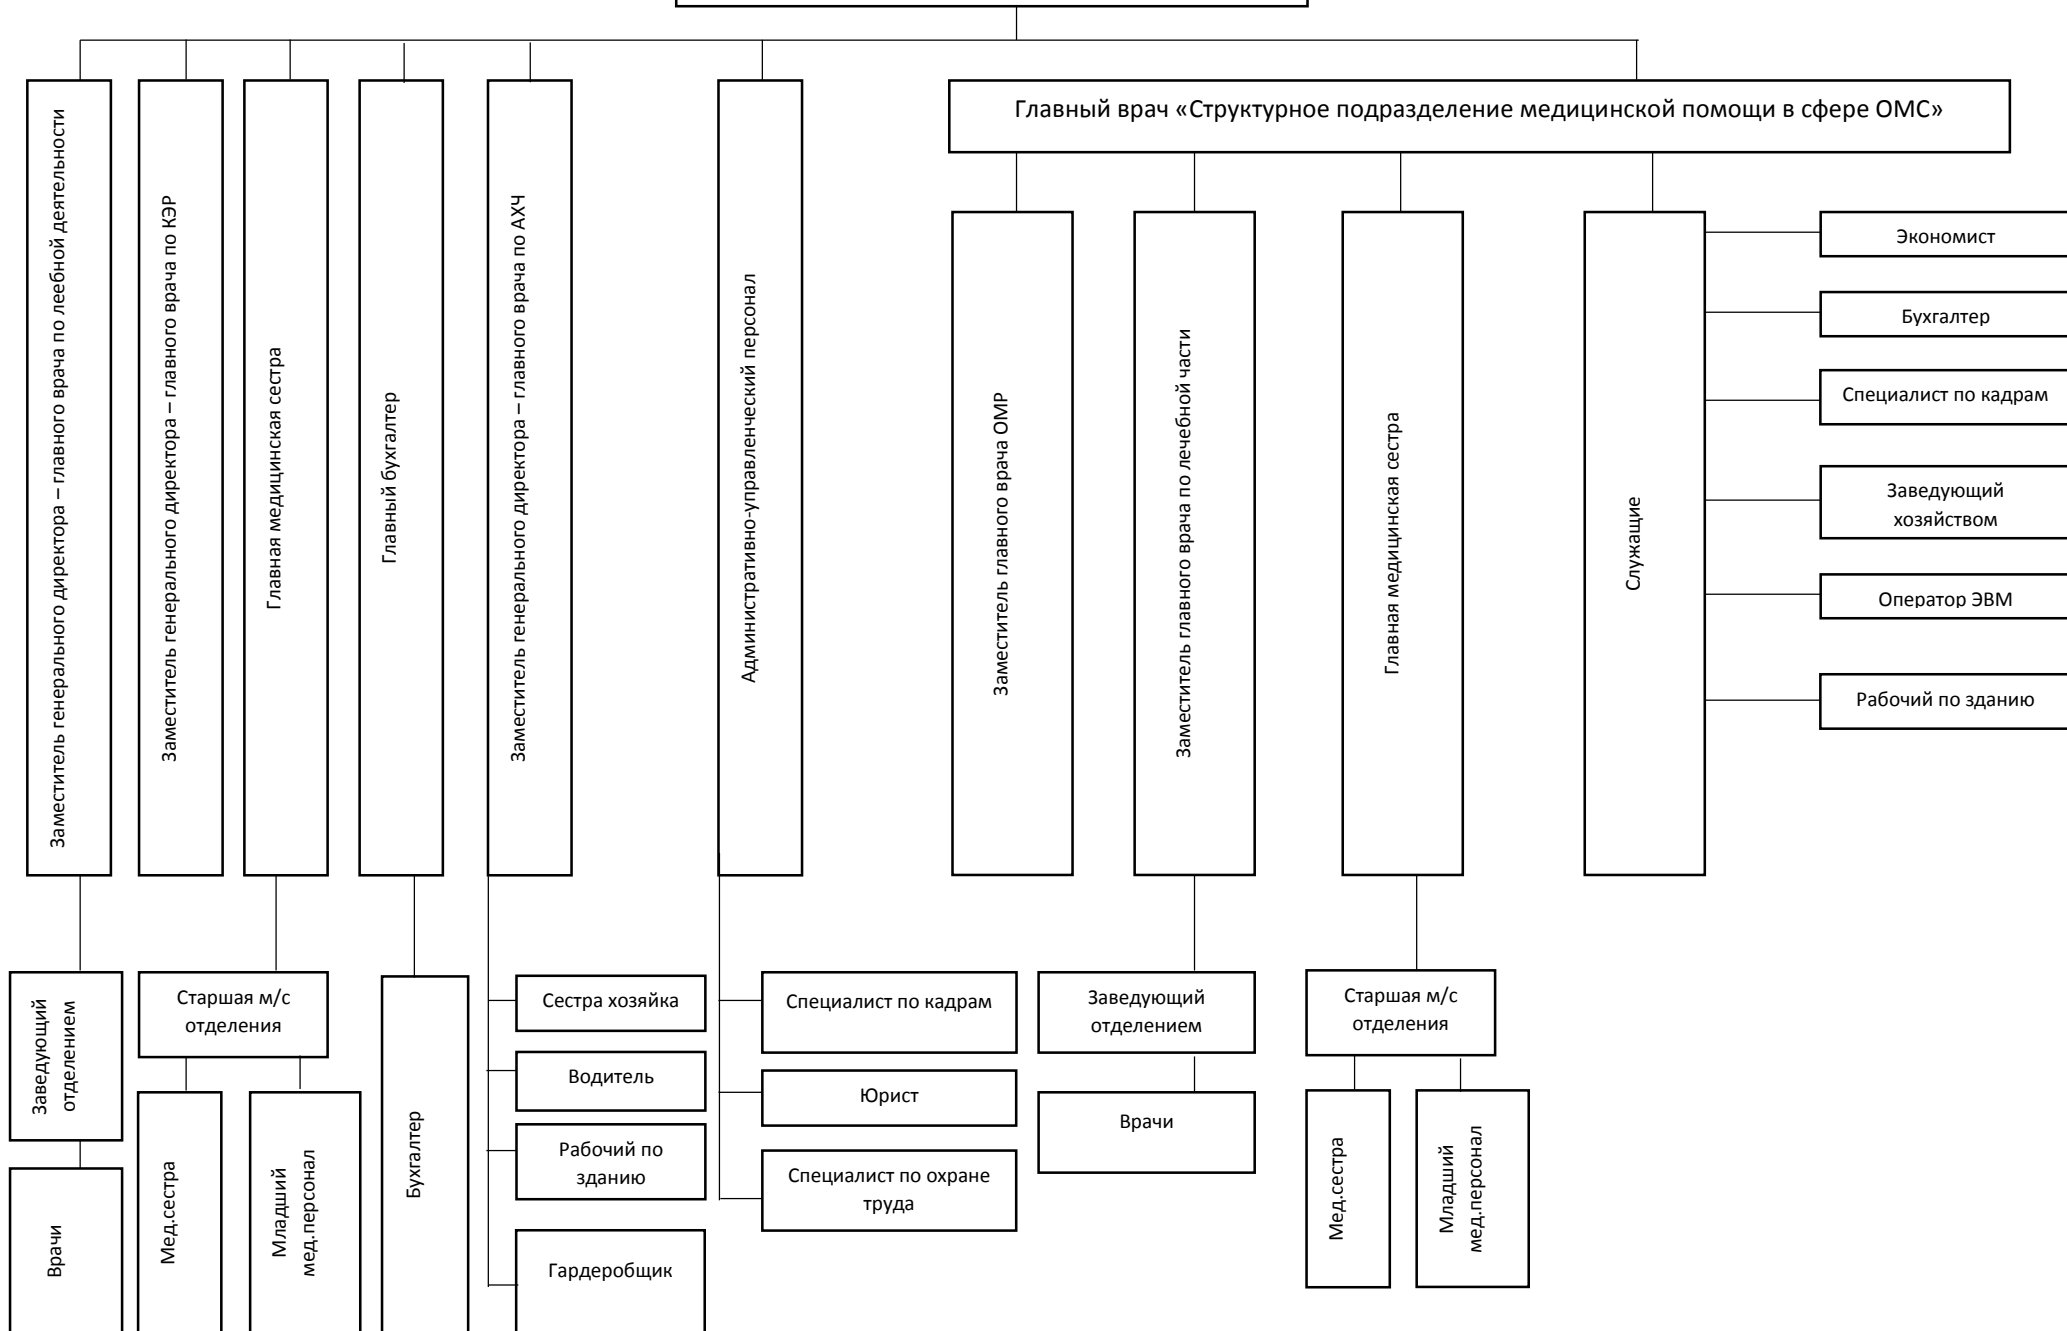 Главный врач «Структурное подразделение медицинской помощи в сфере ОМС»
Заместитель генерального директора – главного врача по леебной деятельности
Заместитель генерального директора – главного врача по КЭР
Главная медицинская сестра
Главный бухгалтер
Заместитель генерального директора – главного врача по АХЧ
Административно-управленческий персонал
Заместитель главного врача ОМР
Заместитель главного врача по лечебной части
Главная медицинская сестра
Служащие
Экономист
Бухгалтер
Специалист по кадрам
Заведующий
хозяйством
Оператор ЭВМ
Рабочий по зданию
Заведующий
отделением
Врачи
Старшая м/с
отделения
Мед.сестра
Младший
мед.персонал
Бухгалтер
Сестра хозяйка
Водитель
Рабочий по
зданию
Гардеробщик
Специалист по кадрам
Юрист
Специалист по охране
труда
Заведующий
отделением
Врачи
Старшая м/с
отделения
Мед.сестра
Младший
мед.персонал